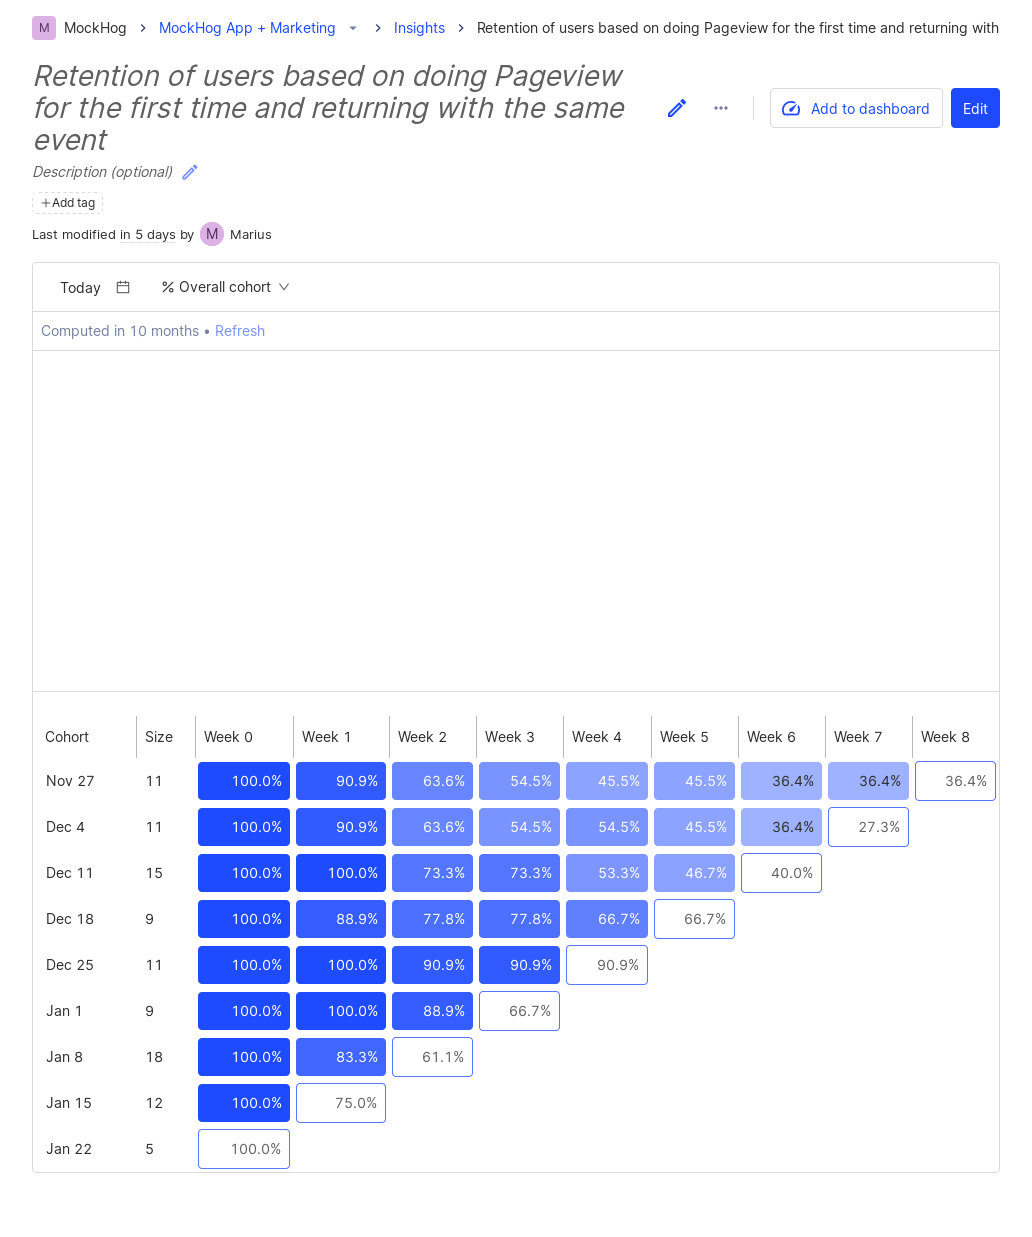 M MockHog > MockHog App + Marketing > Insights > Retention of users based on doing Pageview for the first time and returning with
Retention of users based on doing Pageview
for the first time and returning with the same
event
Add to dashboard Edit
Description (optional)
+Add tag
Last modified in 5 days by M Marius
Today % Overall cohort
Computed in 10 months • Refresh
Cohort Size Week 0 Week 1 Week 2 Week 3 Week 4 Week 5 Week 6 Week 7 Week 8
Nov 27 11 100.0% 90.9% 63.6% 54.5% 45.5% 45.5% 36.4% 36.4% 36.4%
Dec 4 11 100.0% 90.9% 63.6% 54.5% 54.5% 45.5% 36.4% 27.3%
Dec 11 15 100.0% 100.0% 73.3% 73.3% 53.3% 46.7% 40.0%
Dec 18 9 100.0% 88.9% 77.8% 77.8% 66.7% 66.7%
Dec 25 11 100.0% 100.0% 90.9% 90.9% 90.9%
Jan 1 9 100.0% 100.0% 88.9% 66.7%
Jan 8 18 100.0% 83.3% 61.1%
Jan 15 12 100.0% 75.0%
Jan 22 5 100.0%